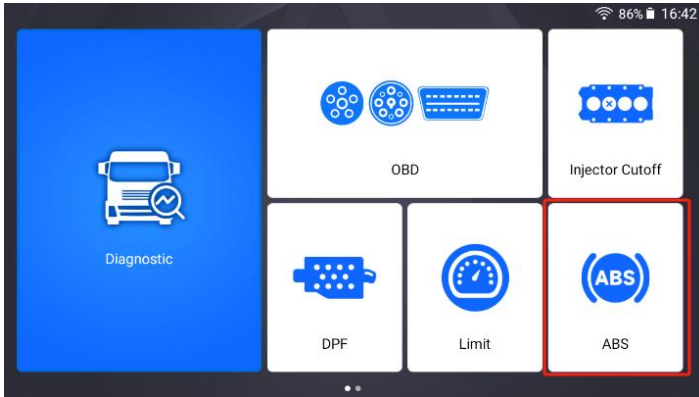 86% 16:42
OBD
Injector Cutoff
Diagnostic
DPF
Limit
ABS
ABS